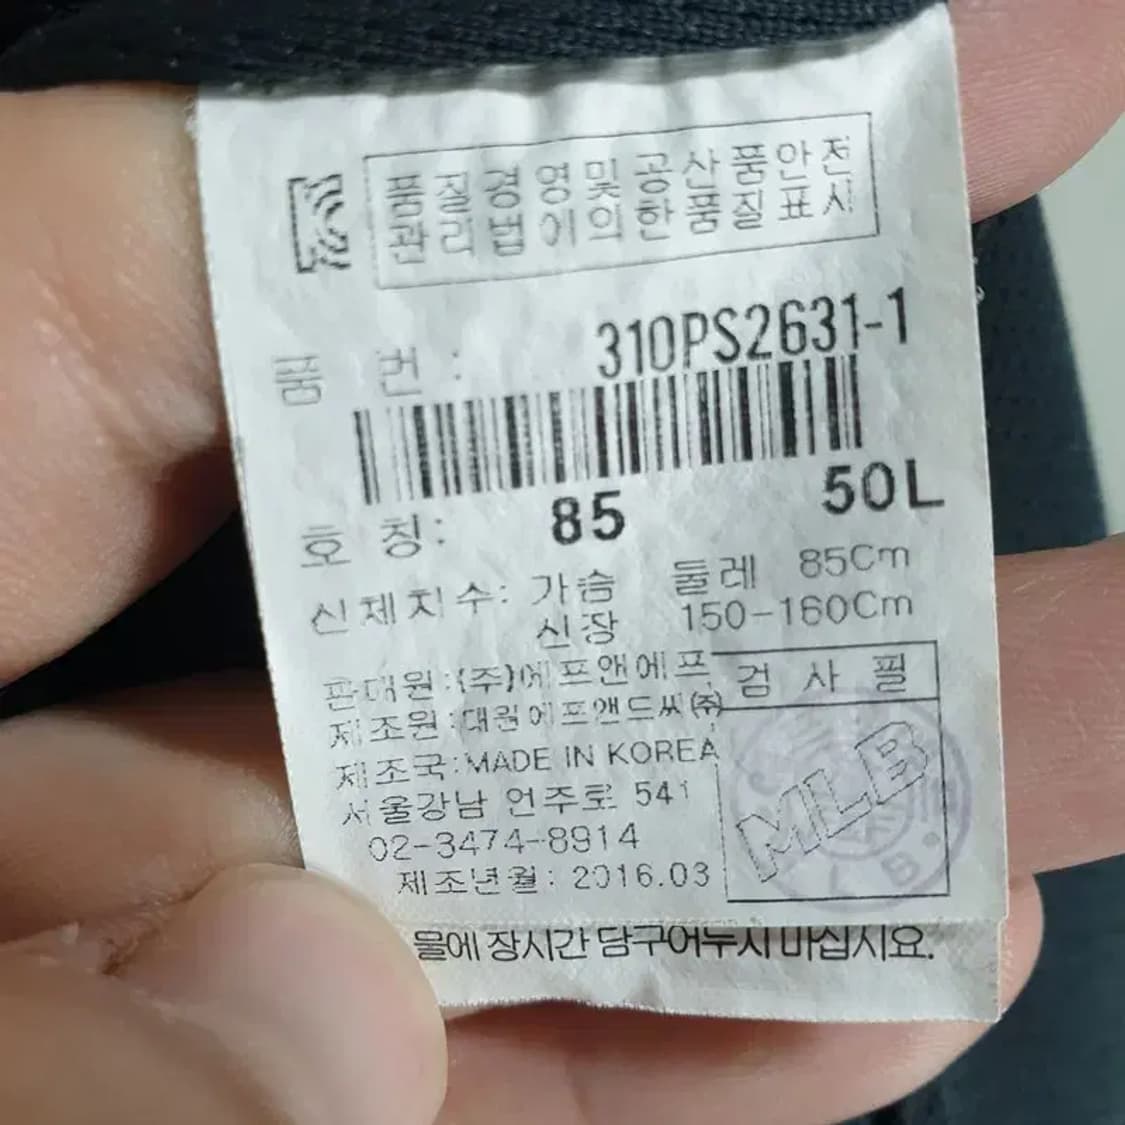 품질경영및공산품안전
관리법이의한품질표시
품 번 : 310PS2631-1
호 칭: 85 50L
신체치수: 가슴 둘레 85Cm
신장 150-160Cm
판매원:(주)에프앤에프
제조원:대원에프앤드씨(주)
제조국:MADE IN KOREA
서울강남 언주로 541
02-3474-8914
제조년월: 2016.03
검 사 필
MLB
물에 장시간 담구어두지 마십시요.